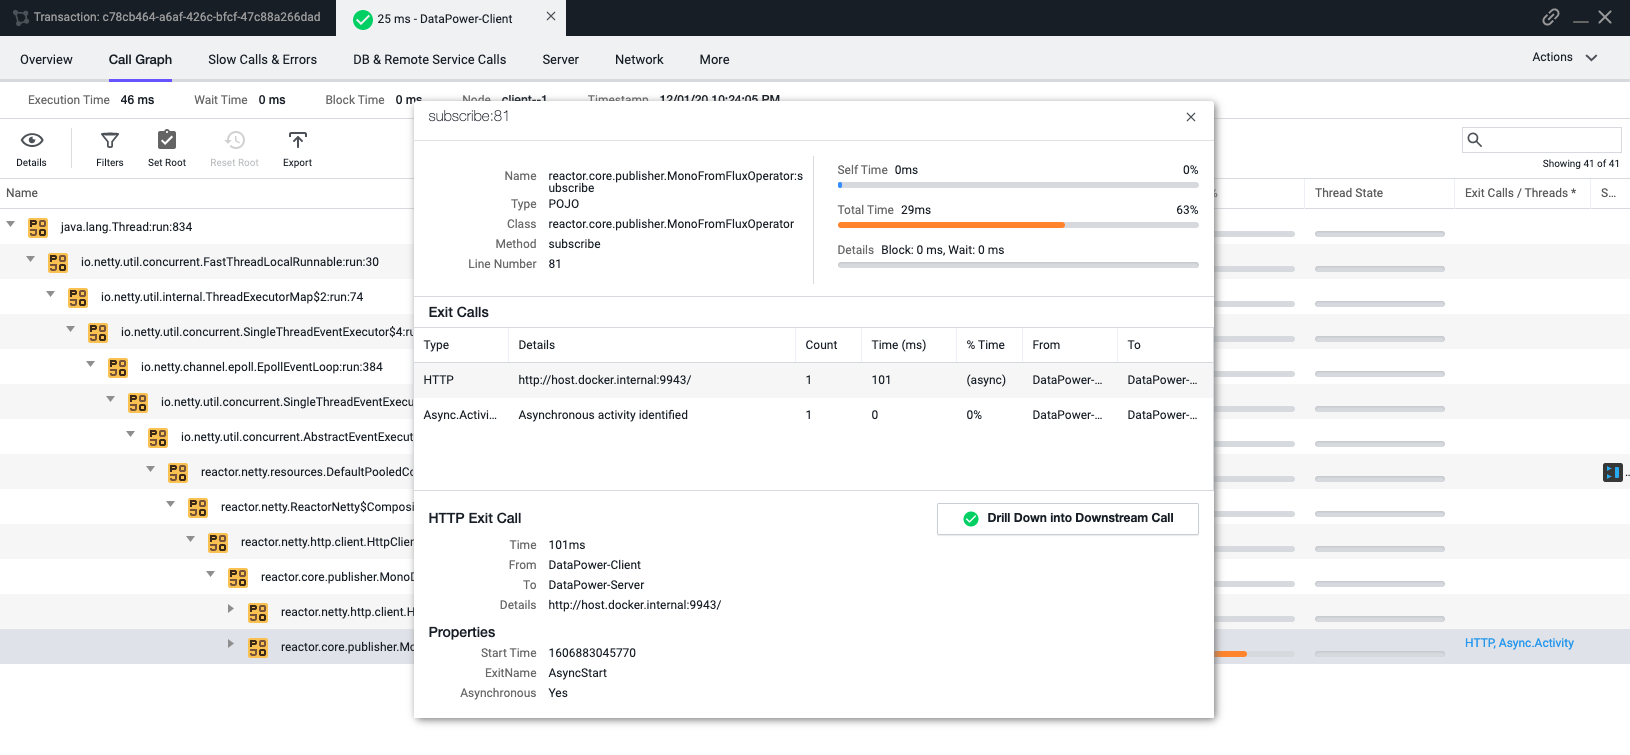 Transaction: c78cb464-a6af-426c-bfcf-47c88a266dad
25 ms - DataPower-Client
Overview
Call Graph
Slow Calls & Errors
DB & Remote Service Calls
Server
Network
More
Actions
Execution Time 46 ms
Wait Time 0 ms
Block Time 0 ms
Node client--1
Timestamp 12/01/20 10:24:05 PM
Details
Filters
Set Root
Reset Root
Export
Showing 41 of 41
Name
%
Thread State
Exit Calls / Threads *
S...
java.lang.Thread:run:834
io.netty.util.concurrent.FastThreadLocalRunnable:run:30
io.netty.util.internal.ThreadExecutorMap$2:run:74
io.netty.util.concurrent.SingleThreadEventExecutor$4:ru
io.netty.channel.epoll.EpollEventLoop:run:384
io.netty.util.concurrent.SingleThreadEventExecu
io.netty.util.concurrent.AbstractEventExecut
reactor.netty.resources.DefaultPooledCo
reactor.netty.ReactorNetty$Composi
reactor.netty.http.client.HttpClien
reactor.core.publisher.MonoD
reactor.netty.http.client.H
reactor.core.publisher.Mo
HTTP, Async.Activity
subscribe:81
Name reactor.core.publisher.MonoFromFluxOperator:s
ubscribe
Type POJO
Class reactor.core.publisher.MonoFromFluxOperator
Method subscribe
Line Number 81
Self Time 0ms 0%
Total Time 29ms 63%
Details Block: 0 ms, Wait: 0 ms
Exit Calls
Type Details Count Time (ms) % Time From To
HTTP http://host.docker.internal:9943/ 1 101 (async) DataPower-... DataPower-...
Async.Activi... Asynchronous activity identified 1 0 0% DataPower-... DataPower-...
HTTP Exit Call
Drill Down into Downstream Call
Time 101ms
From DataPower-Client
To DataPower-Server
Details http://host.docker.internal:9943/
Properties
Start Time 1606883045770
ExitName AsyncStart
Asynchronous Yes